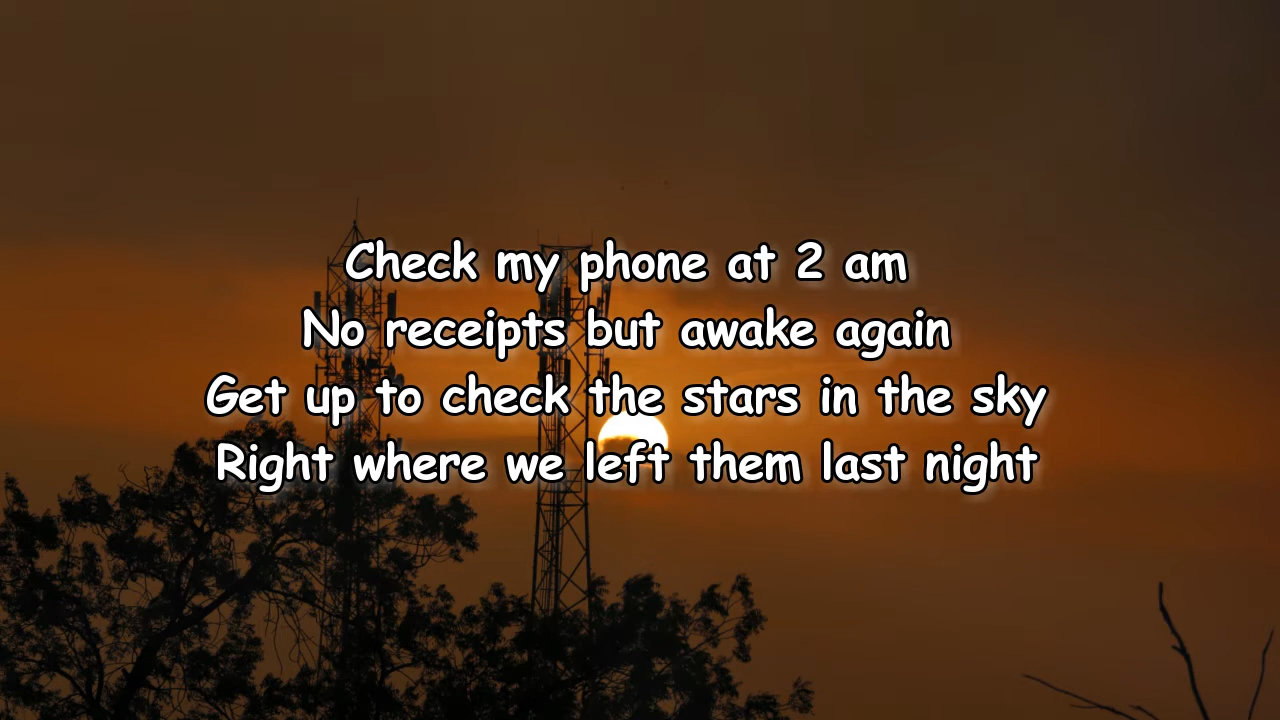 Check my phone at 2 am
No receipts but awake again
Get up to check the stars in the sky
Right where we left them last night